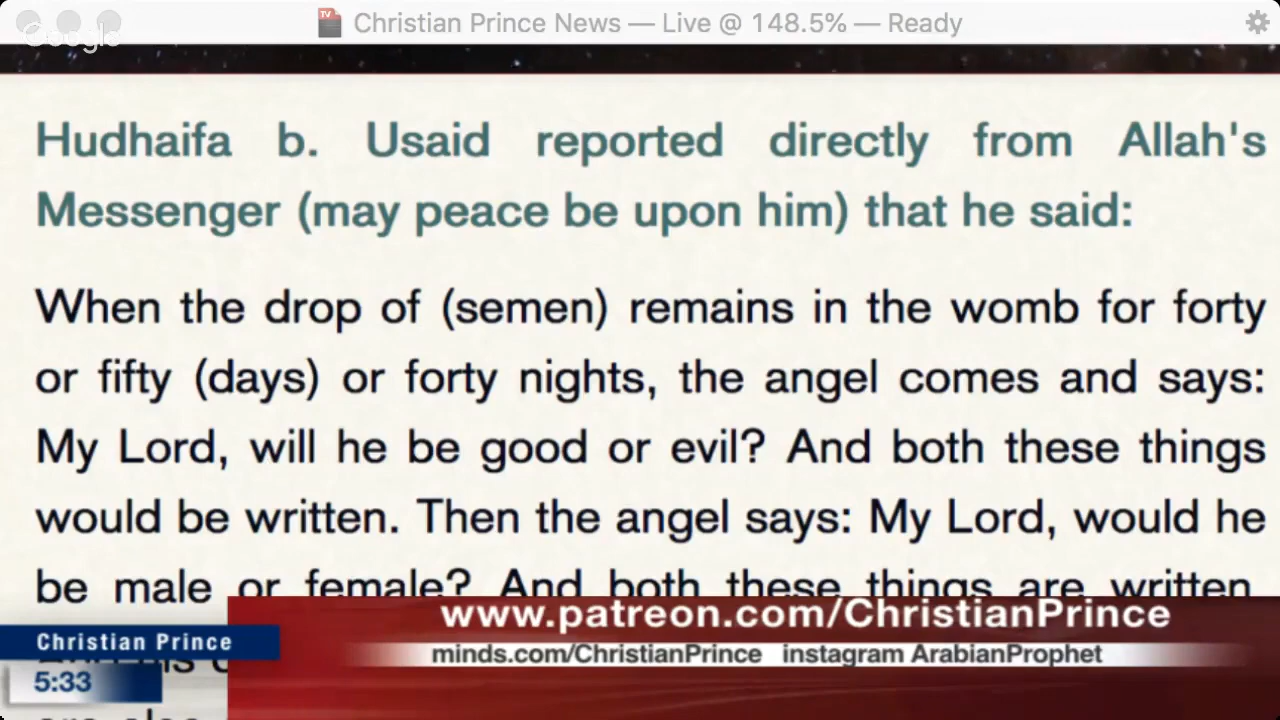 Christian Prince News — Live @ 148.5% — Ready
Google
Hudhaifa b. Usaid reported directly from Allah's
Messenger (may peace be upon him) that he said:
When the drop of (semen) remains in the womb for forty
or fifty (days) or forty nights, the angel comes and says:
My Lord, will he be good or evil? And both these things
would be written. Then the angel says: My Lord, would he
be male or female? And both these things are written.
www.patreon.com/ChristianPrince
Christian Prince
minds.com/ChristianPrince instagram ArabianProphet
5:33